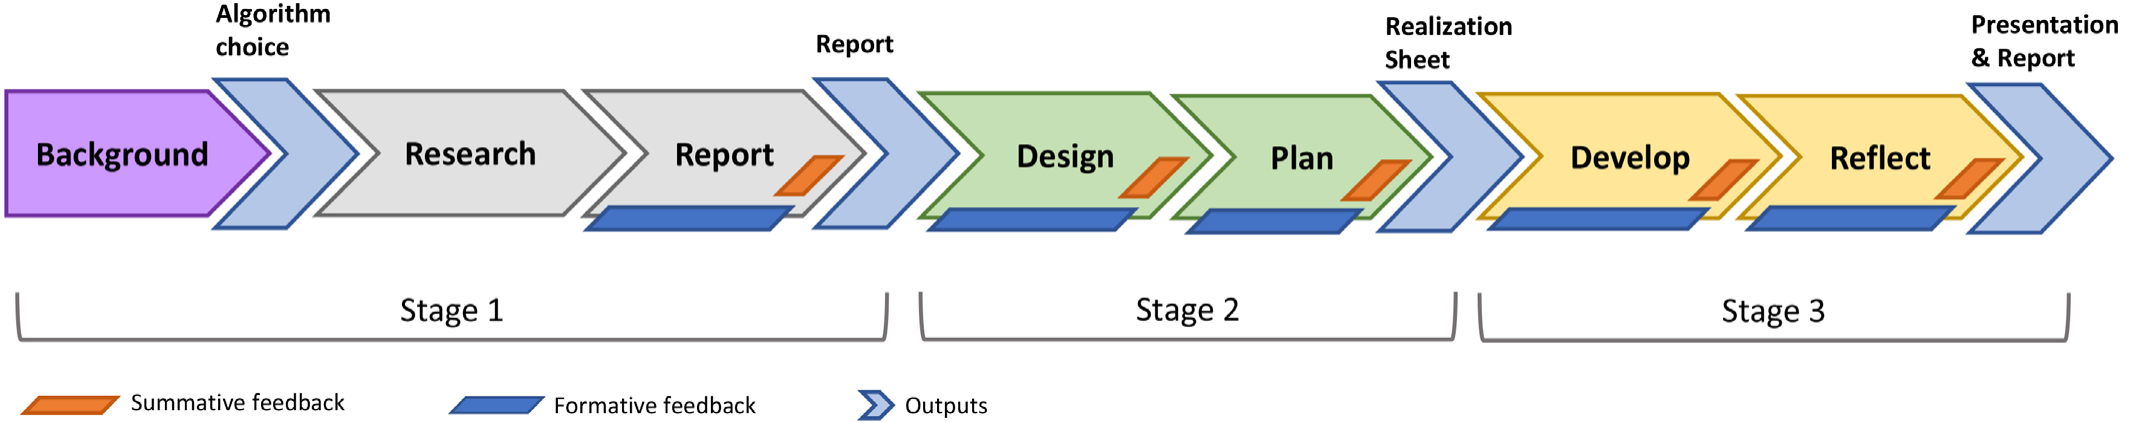 Algorithm
choice
Report
Realization
Sheet
Presentation
& Report
Background
Research
Report
Design
Plan
Develop
Reflect
Stage 1
Stage 2
Stage 3
Summative feedback
Formative feedback
Outputs